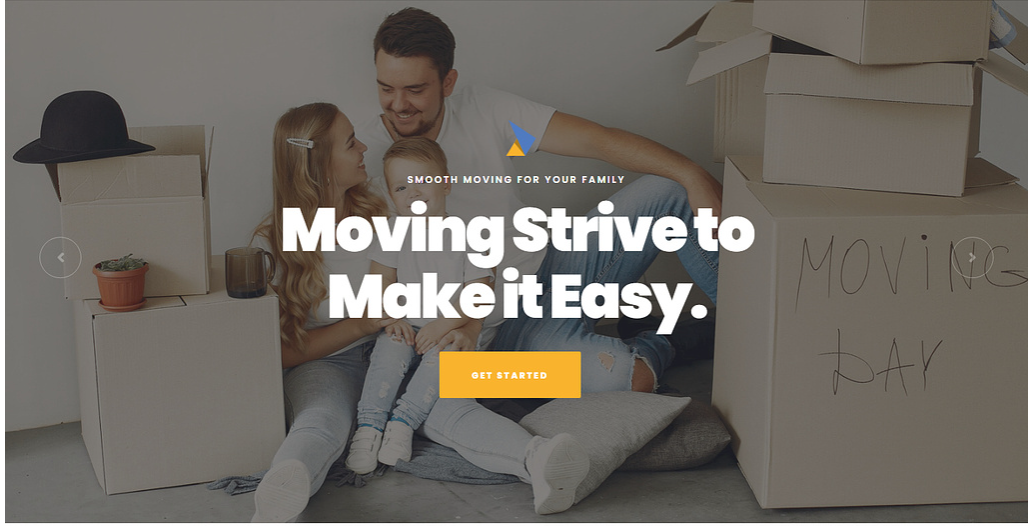 SMOOTH MOVING FOR YOUR FAMILY
Moving Strive to
Make it Easy.
GET STARTED
MOVING
DAY